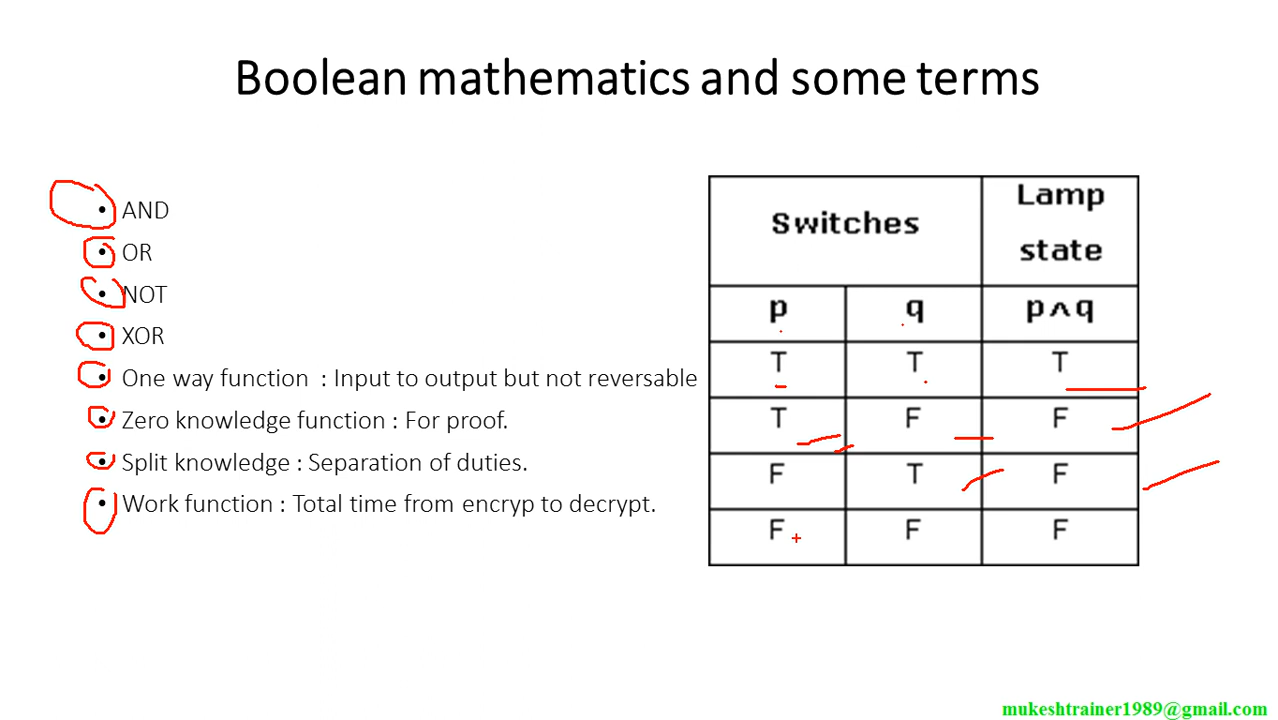 Boolean mathematics and some terms
• AND
• OR
• NOT
• XOR
• One way function : Input to output but not reversable
• Zero knowledge function : For proof.
• Split knowledge : Separation of duties.
• Work function : Total time from encryp to decrypt.
Switches Lamp state
p q p∧q
T T T
T F F
F T F
F F F
mukeshtrainer1989@gmail.com